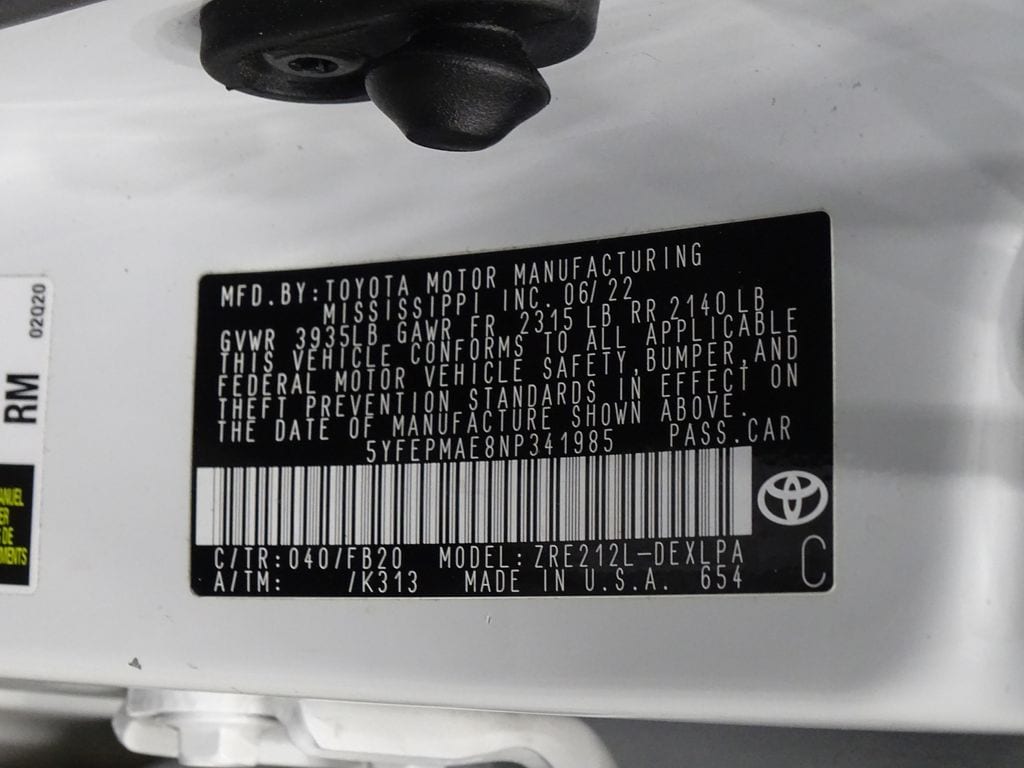 MFD.BY:TOYOTA MOTOR MANUFACTURING
MISSISSIPPI INC. 06/22
GVWR 3935LB GAWR FR 2315 LB RR 2140 LB
THIS VEHICLE CONFORMS TO ALL APPLICABLE
FEDERAL MOTOR VEHICLE SAFETY, BUMPER, AND
THEFT PREVENTION STANDARDS IN EFFECT ON
THE DATE OF MANUFACTURE SHOWN ABOVE.
5YFEPMAE8NP341985 PASS.CAR
C/TR:040/FB20 MODEL:ZRE212L-DEXLPA
A/TM: /K313 MADE IN U.S.A. 654
C
RM
02Q20
DE